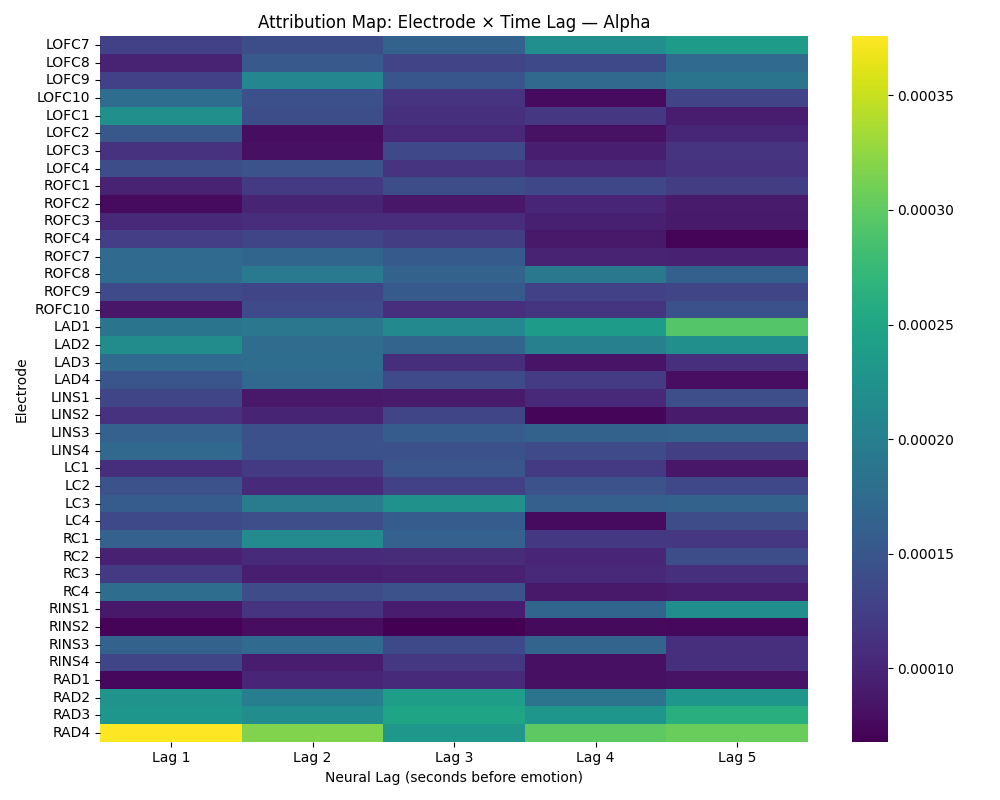 Attribution Map: Electrode × Time Lag — Alpha
Electrode
LOFC7
LOFC8
LOFC9
LOFC10
LOFC1
LOFC2
LOFC3
LOFC4
ROFC1
ROFC2
ROFC3
ROFC4
ROFC7
ROFC8
ROFC9
ROFC10
LAD1
LAD2
LAD3
LAD4
LINS1
LINS2
LINS3
LINS4
LC1
LC2
LC3
LC4
RC1
RC2
RC3
RC4
RINS1
RINS2
RINS3
RINS4
RAD1
RAD2
RAD3
RAD4
Lag 1 Lag 2 Lag 3 Lag 4 Lag 5
Neural Lag (seconds before emotion)
0.00035
0.00030
0.00025
0.00020
0.00015
0.00010